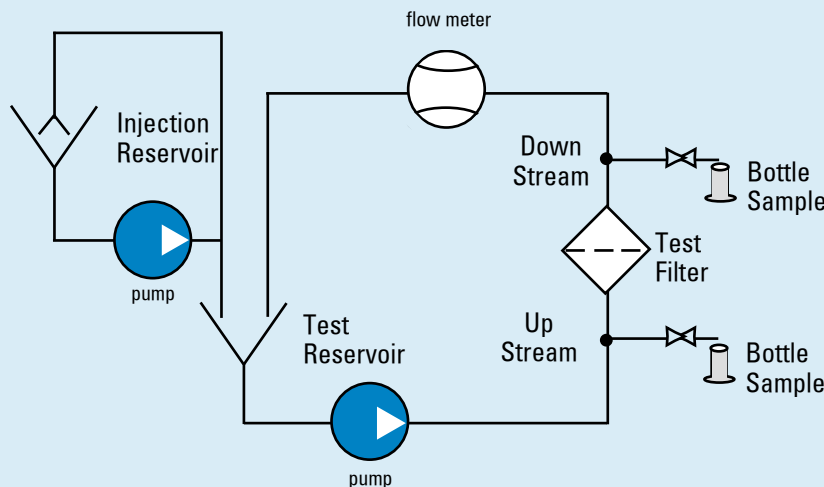 flow meter
Injection
Reservoir
pump
Down
Stream
Bottle
Sample
Test
Filter
Test
Reservoir
Up
Stream
Bottle
Sample
pump